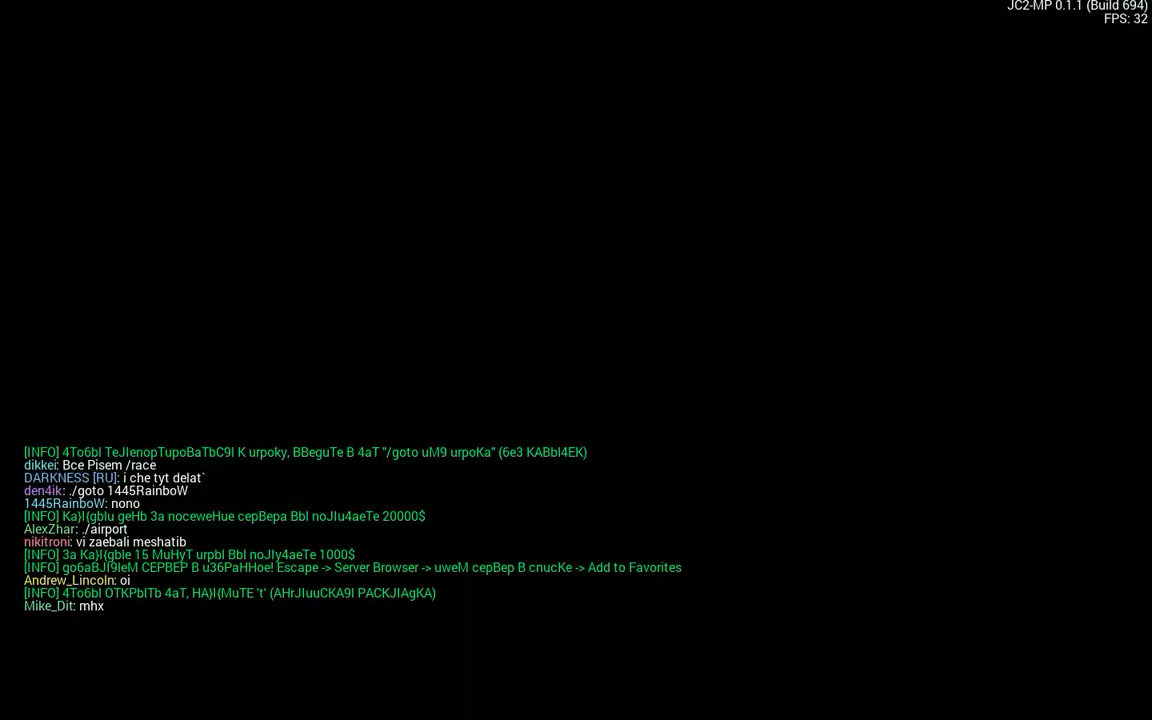 JC2-MP 0.1.1 (Build 694)
FPS: 32
[INFO] 4To6bI TeJIenopTupoBaTbC9I K urpoky, BBeguTe B 4aT "/goto uM9 urpoKa" (6e3 KABbI4EK)
dikkei: Bce Pisem /race
DARKNESS [RU]: i che tyt delat`
den4ik: ./goto 1445RainboW
1445RainboW: nono
[INFO] Ka}I{gbIu geHb 3a noceweHue cepBepa BbI noJIu4aeTe 20000$
AlexZhar: ./airport
nikitroni: vi zaebali meshatib
[INFO] 3a Ka}I{gbIe 15 MuHyT urpbI BbI noJIy4aeTe 1000$
[INFO] go6aBJI9IeM CEPBEP B u36PaHHoe! Escape -> Server Browser -> uweM cepBep B cnucKe -> Add to Favorites
Andrew_Lincoln: oi
[INFO] 4To6bI OTKPbITb 4aT, HA}I{MuTE 't' (AHrJIuuCKA9I PACKJIAgKA)
Mike_Dit: mhx